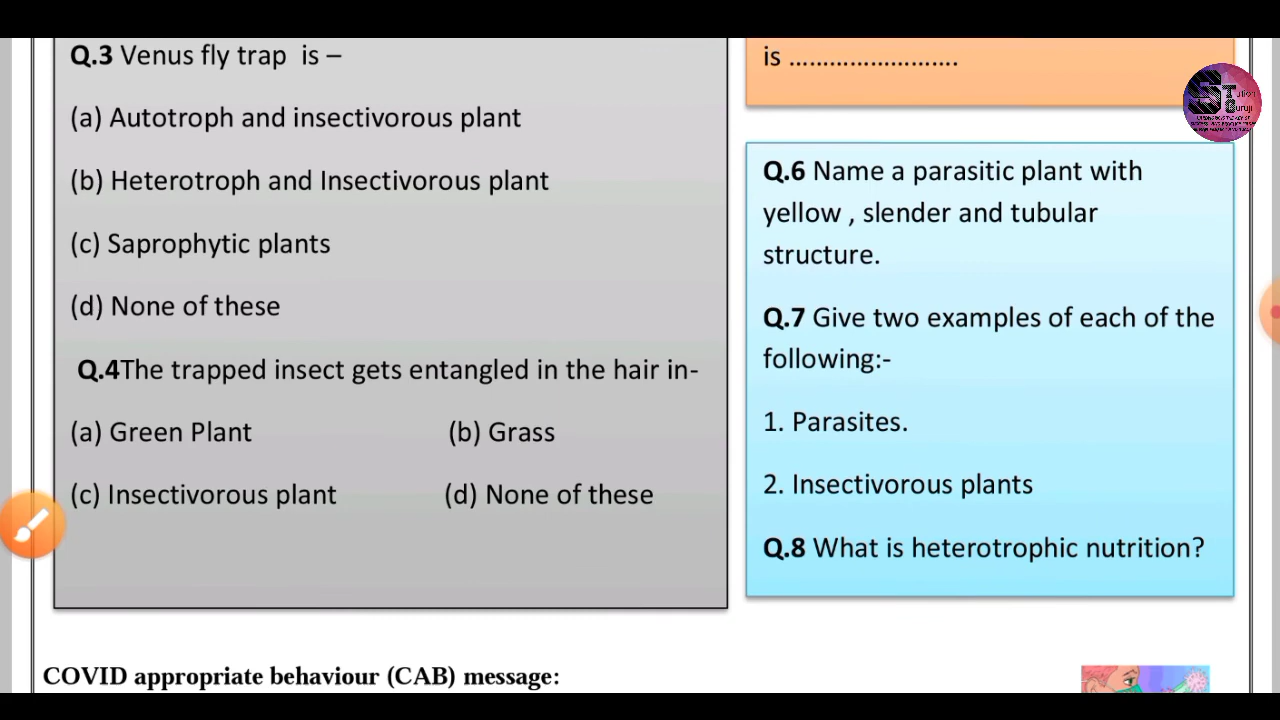 Q.3 Venus fly trap  is –
(a) Autotroph and insectivorous plant
(b) Heterotroph and Insectivorous plant
(c) Saprophytic plants
(d) None of these
Q.4The trapped insect gets entangled in the hair in-
(a) Green Plant (b) Grass
(c) Insectivorous plant (d) None of these
is …………………….
Q.6 Name a parasitic plant with
yellow , slender and tubular
structure.
Q.7 Give two examples of each of the
following:-
1. Parasites.
2. Insectivorous plants
Q.8 What is heterotrophic nutrition?
COVID appropriate behaviour (CAB) message:
S Tution
Guruji